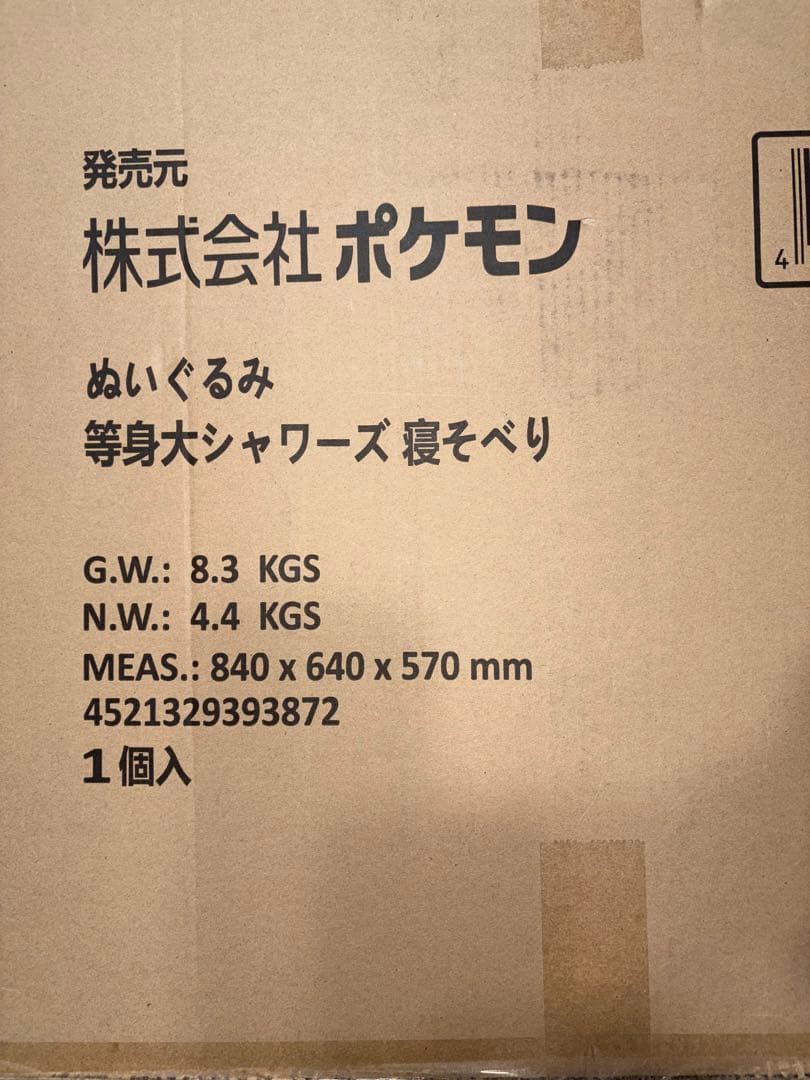 発売元
株式会社ポケモン
ぬいぐるみ
等身大シャワーズ 寝そべり
G.W.: 8.3 KGS
N.W.: 4.4 KGS
MEAS.: 840 x 640 x 570 mm
4521329393872
1個入
4